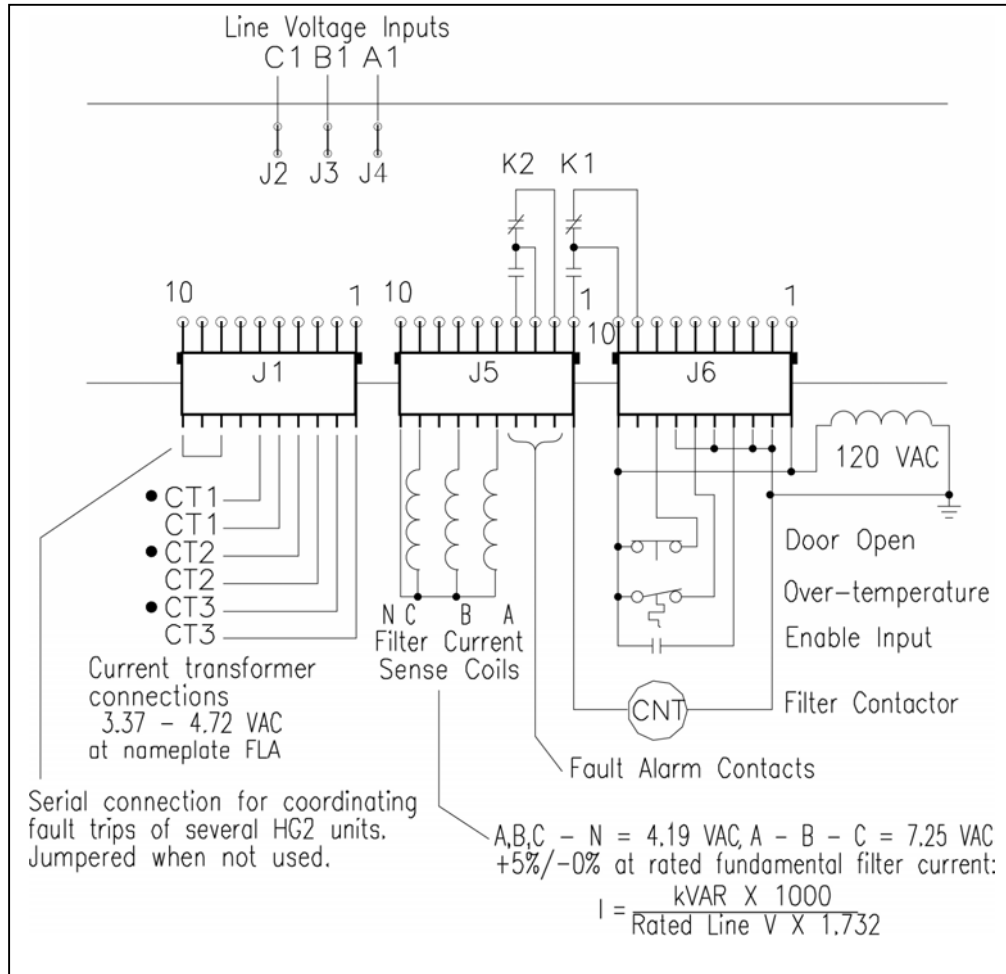 Line Voltage Inputs
C1 B1 A1
J2 J3 J4
K2 K1
10 1
10 1
10 1
J1
J5
J6
120 VAC
CT1
CT1
CT2
CT2
CT3
CT3
N C B A
Filter Current
Sense Coils
Door Open
Over-temperature
Enable Input
CNT
Filter Contactor
Current transformer
connections
3.37 - 4.72 VAC
at nameplate FLA
Fault Alarm Contacts
Serial connection for coordinating
fault trips of several HG2 units.
Jumpered when not used.
A,B,C - N = 4.19 VAC, A - B - C = 7.25 VAC
+5%/-0% at rated fundamental filter current:
I = kVAR X 1000
Rated Line V X 1.732